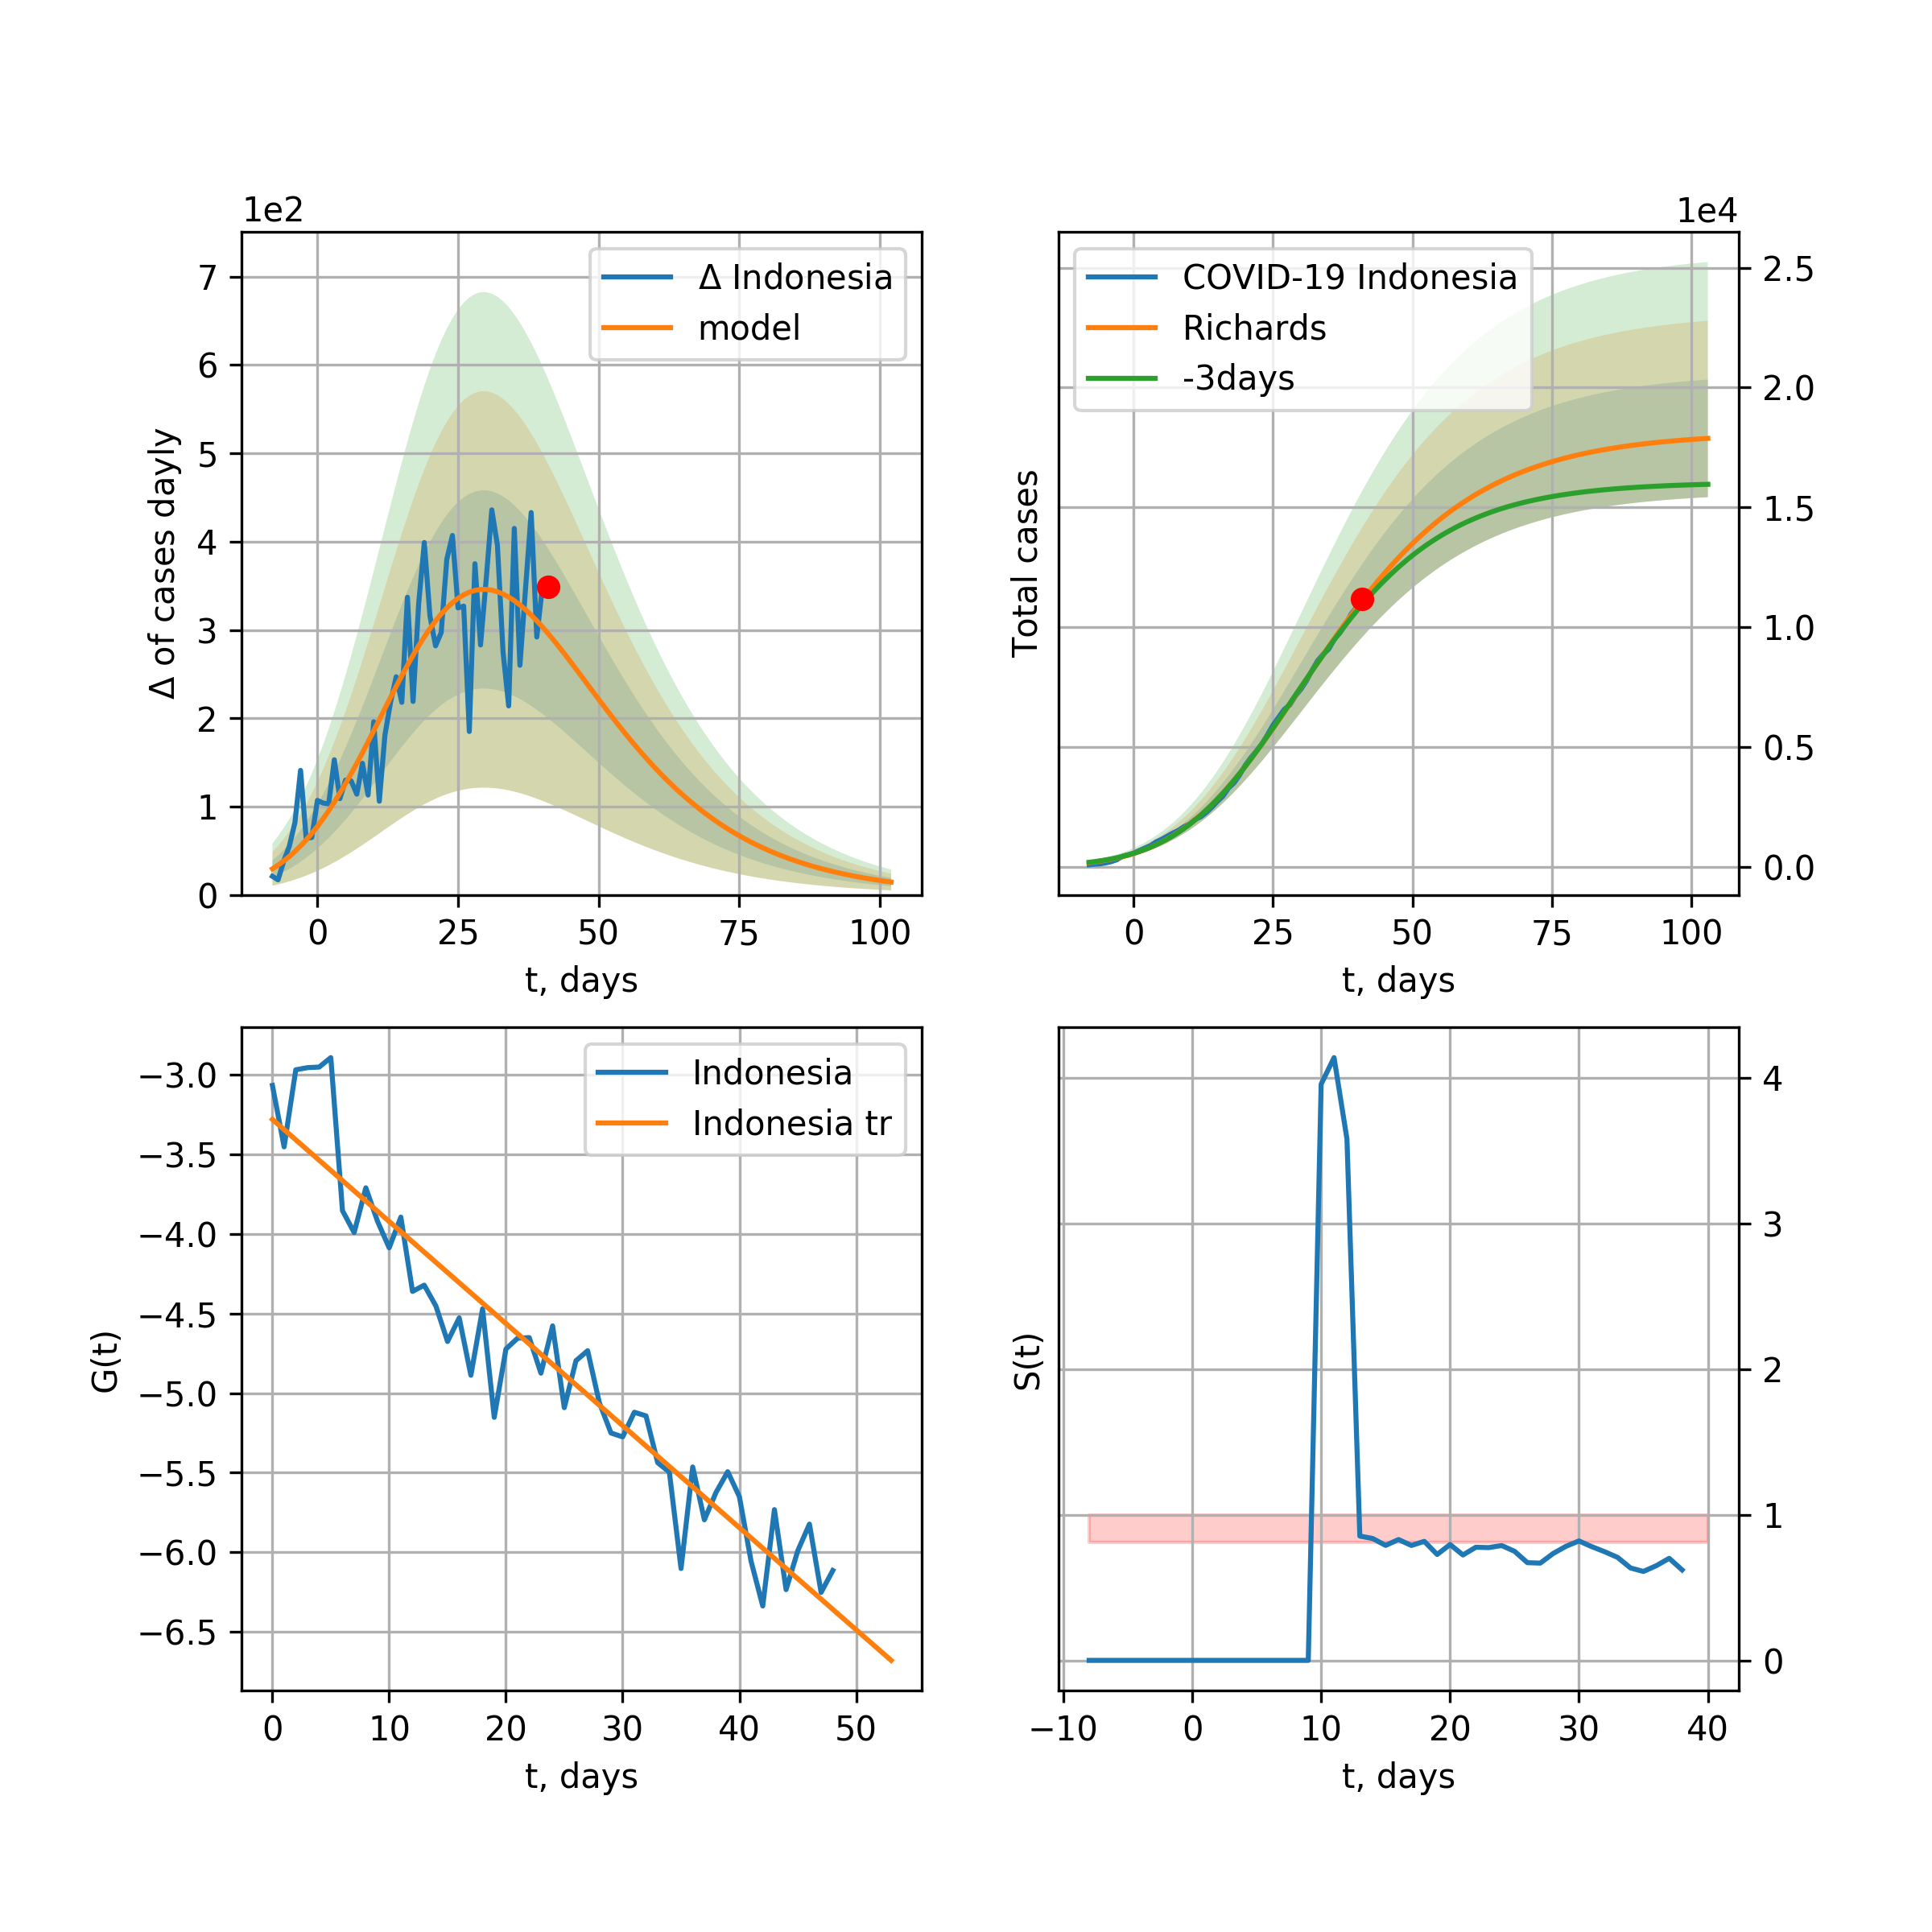 1e2
Δ Indonesia
model
7
6
5
4
3
2
1
0
Δ of cases dayly
0 25 50 75 100
t, days
1e4
COVID-19 Indonesia
Richards
-3days
2.5
2.0
1.5
1.0
0.5
0.0
Total cases
0 25 50 75 100
t, days
Indonesia
Indonesia tr
−3.0
−3.5
−4.0
−4.5
−5.0
−5.5
−6.0
−6.5
G(t)
0 10 20 30 40 50
t, days
4
3
2
1
0
S(t)
−10 0 10 20 30 40
t, days